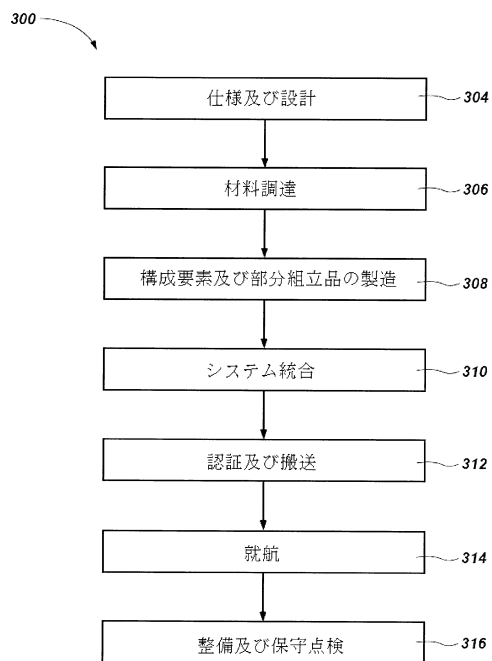 300
仕様及び設計 304
材料調達 306
構成要素及び部分組立品の製造 308
システム統合 310
認証及び搬送 312
就航 314
整備及び保守点検 316